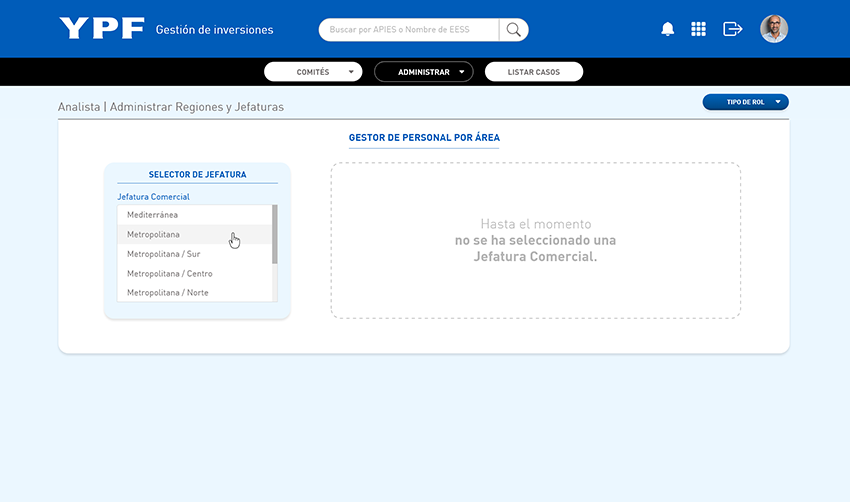 YPF Gestión de inversiones
Buscar por APIES o Nombre de EESS
COMITÉS
ADMINISTRAR
LISTAR CASOS
Analista | Administrar Regiones y Jefaturas
TIPO DE ROL
GESTOR DE PERSONAL POR ÁREA
SELECTOR DE JEFATURA
Jefatura Comercial
Mediterránea
Metropolitana
Metropolitana / Sur
Metropolitana / Centro
Metropolitana / Norte
Hasta el momento
no se ha seleccionado una
Jefatura Comercial.